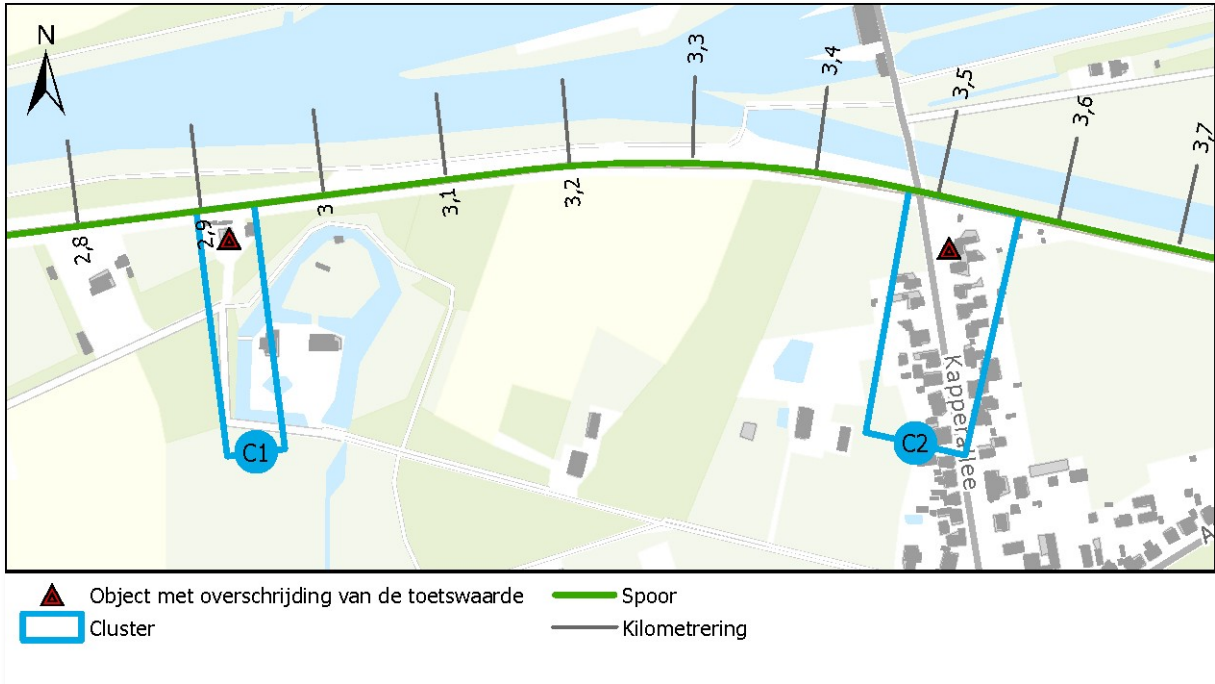 N
2,8
2,9
3
3,1
3,2
3,3
3,4
3,5
3,6
3,7
C1
C2
Kapperallee
A
Object met overschrijding van de toetswaarde
Spoor
Cluster
Kilometrering